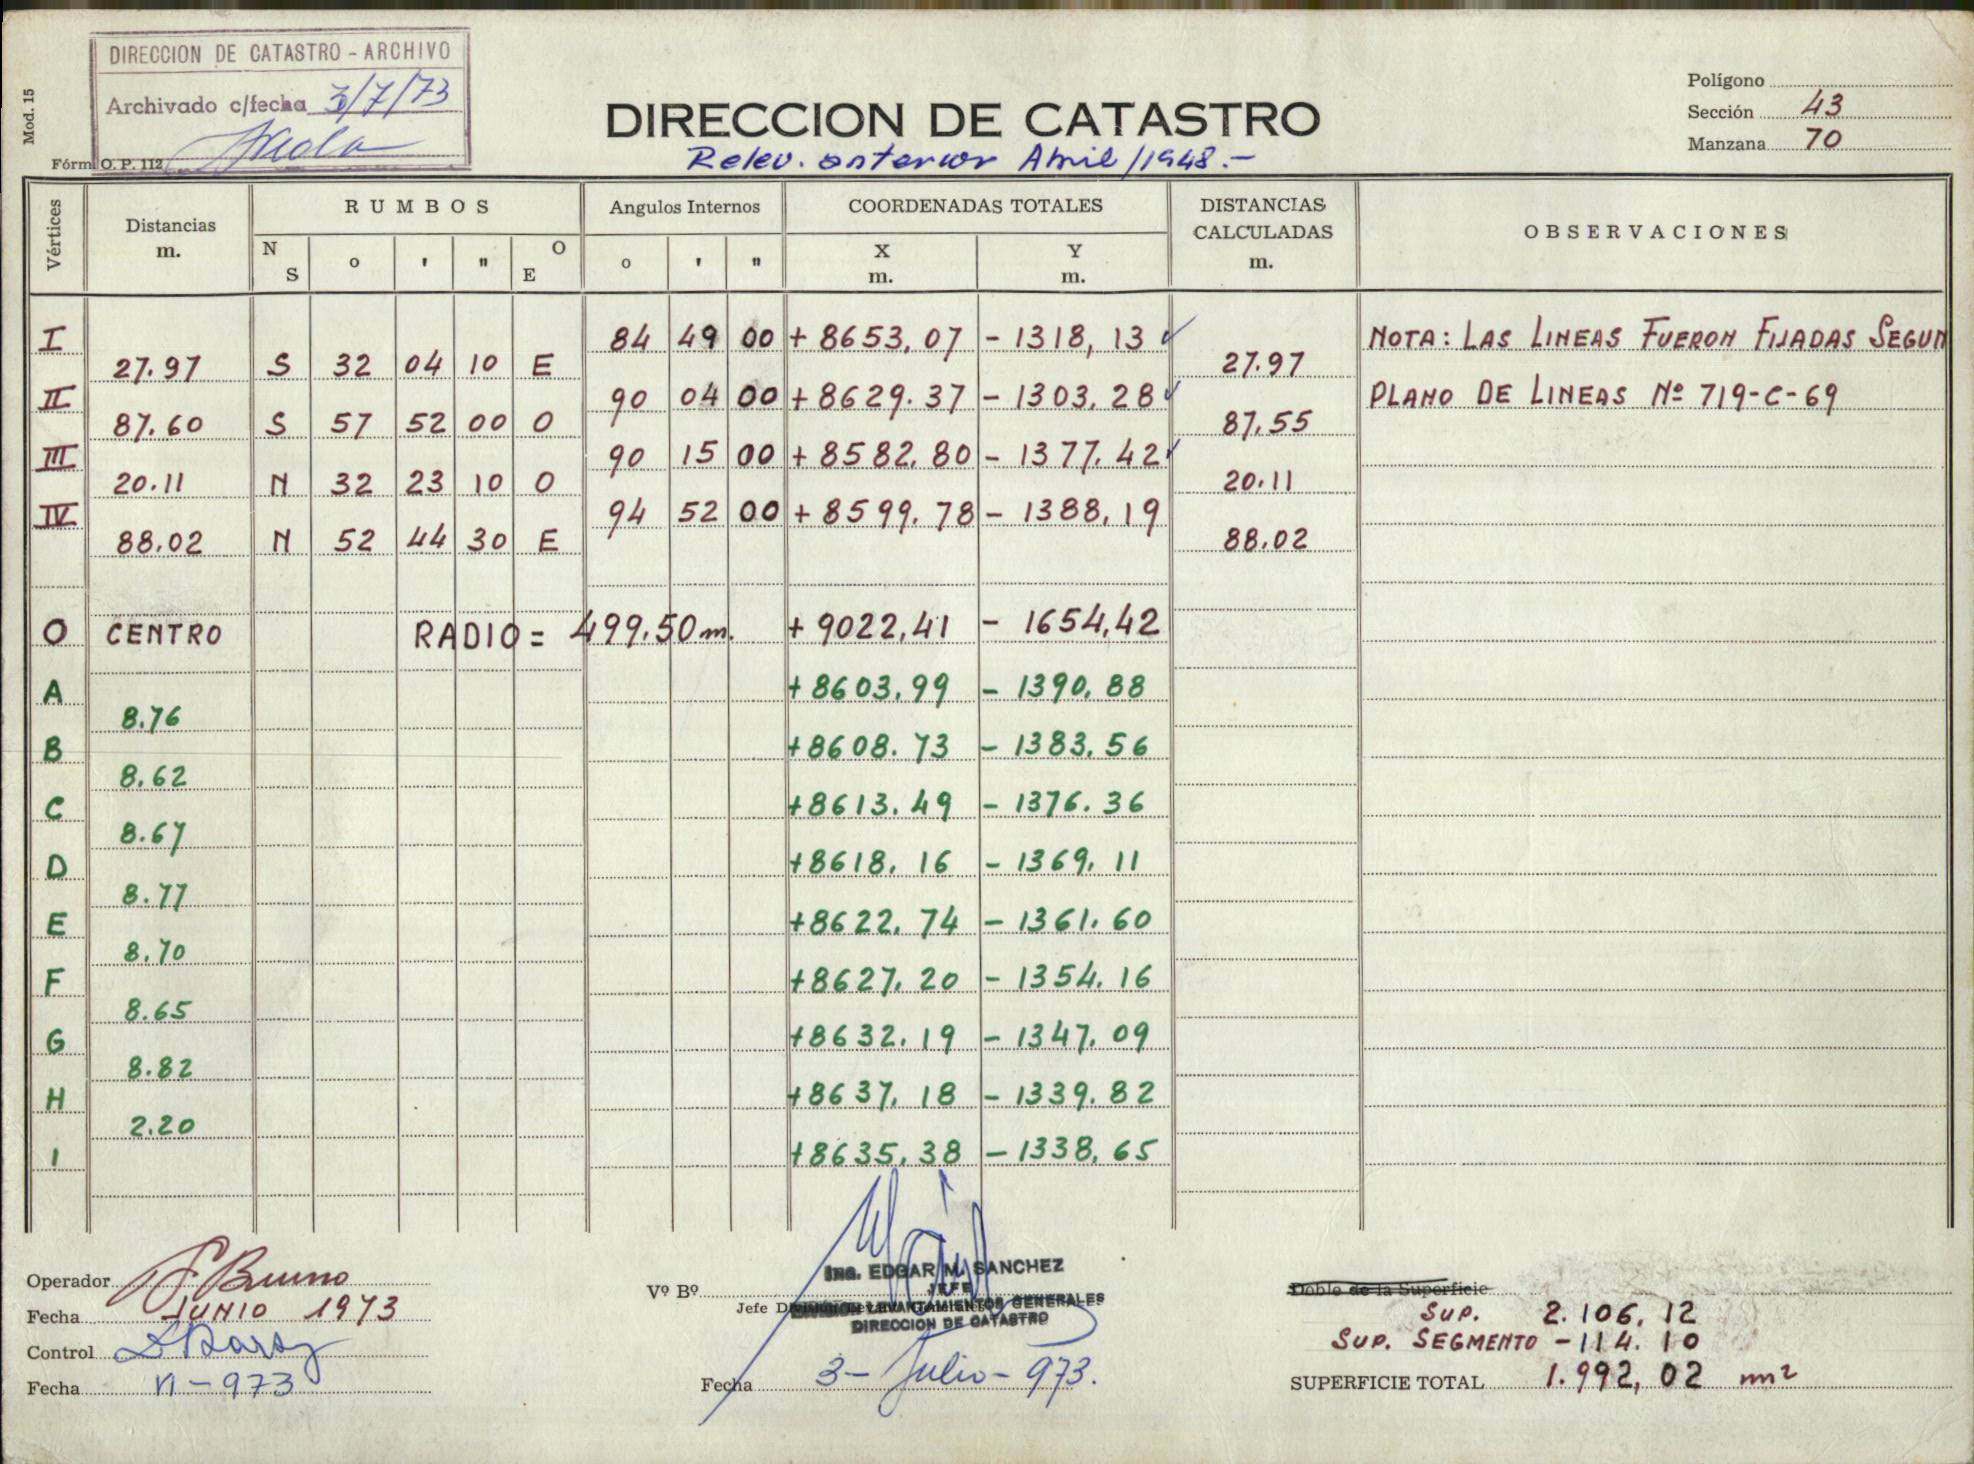 DIRECCION DE CATASTRO - ARCHIVO
Archivado c/fecha 3/7/73
Mod. 15
Fórm. O. P. 112
DIRECCION DE CATASTRO
Relev. anterior Abril/1948.-
Polígono
Sección 43
Manzana 70
Vértices
Distancias m.
RUMBOS
N S
o ' "
O E
Angulos Internos
o ' "
COORDENADAS TOTALES
X m.
Y m.
DISTANCIAS CALCULADAS m.
OBSERVACIONES
I 84 49 00 + 8653,07 - 1318,13 ✓ NOTA: LAS LINEAS FUERON FIJADAS SEGUN
27.97 S 32 04 10 E 27.97
II 90 04 00 + 8629.37 - 1303,28 ✓ PLANO DE LINEAS Nº 719-C-69
87.60 S 57 52 00 O 87.55
III 90 15 00 + 8582,80 - 1377.42 ✓
20.11 N 32 23 10 O 20.11
IV 94 52 00 + 8599,78 - 1388,19
88.02 N 52 44 30 E 88.02
O CENTRO RADIO = 499.50 m. + 9022,41 - 1654,42
A +8603,99 - 1390,88
8.76
B +8608.73 - 1383,56
8.62
C +8613.49 - 1376.36
8.67
D +8618,16 - 1369,11
8.77
E +8622,74 - 1361.60
8.70
F +8627,20 - 1354.16
8.65
G +8632,19 - 1347,09
8.82
H +8637,18 - 1339.82
2.20
I +8635,38 - 1338,65
Operador F Bruno
Fecha JUNIO 1973
Control
Fecha VI - 973
Vº Bº
Ing. EDGAR M. SANCHEZ
JEFE
DIVISION LEVANTAMIENTOS GENERALES
DIRECCION DE CATASTRO
Fecha 3 - Julio - 973.
Doble de la Superficie
SUP. 2.106,12
SUP. SEGMENTO - 114.10
SUPERFICIE TOTAL 1.992,02 m²